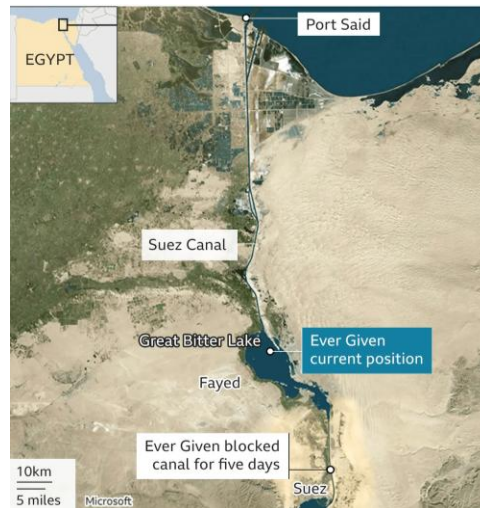 Port Said
EGYPT
Suez Canal
Great Bitter Lake
Ever Given
current position
Fayed
Ever Given blocked
canal for five days
Suez
10km
5 miles
Microsoft